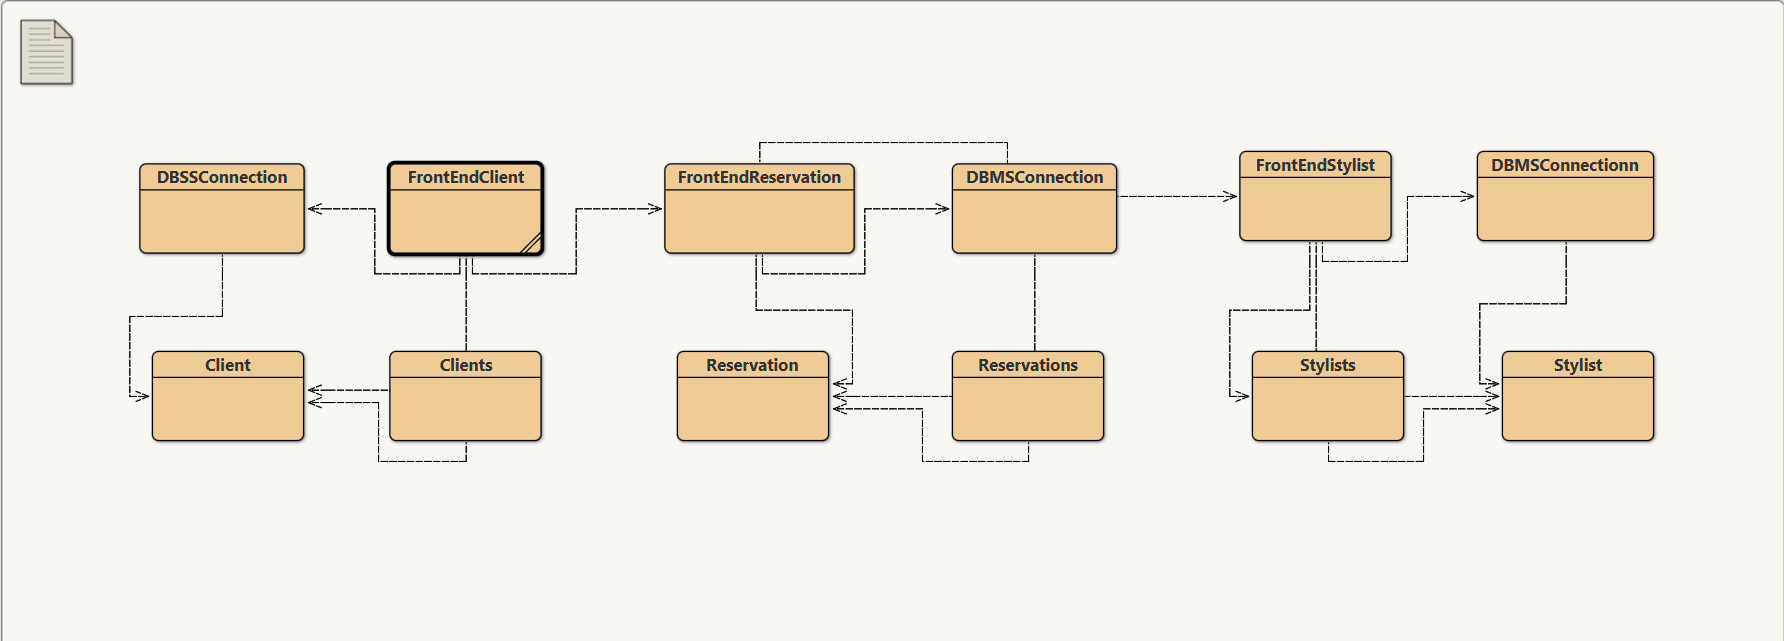 DBSSConnection
FrontEndClient
FrontEndReservation
DBMSConnection
FrontEndStylist
DBMSConnectionn
Client
Clients
Reservation
Reservations
Stylists
Stylist